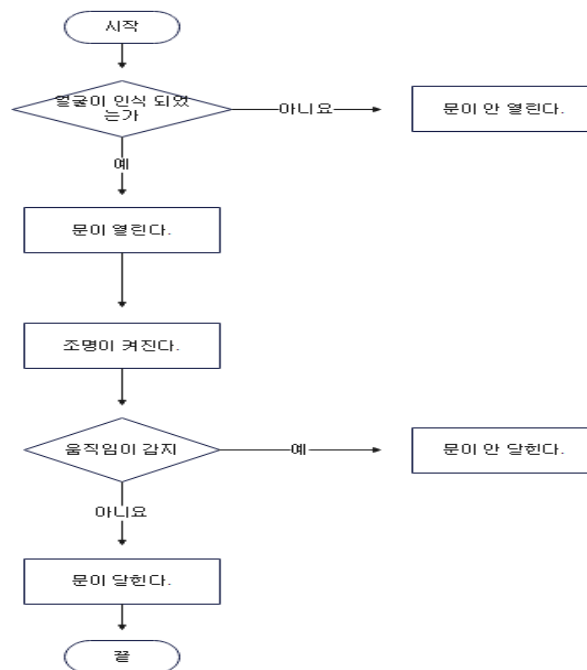 시작
얼굴이 인식 되었
는가
아니요
문이 안 열린다.
예
문이 열린다.
조명이 켜진다.
움직임이 감지
예
문이 안 닫힌다.
아니요
문이 닫힌다.
끝